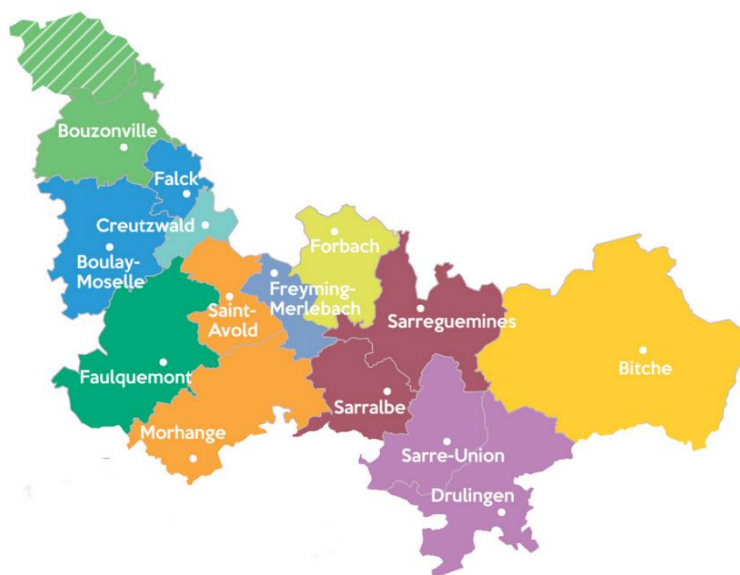 Bouzonville
Falck
Creutzwald
Boulay-
Moselle
Forbach
Freyming-
Merlebach
Saint-
Avold
Sarreguemines
Faulquemont
Bitche
Sarralbe
Morhange
Sarre-Union
Drulingen